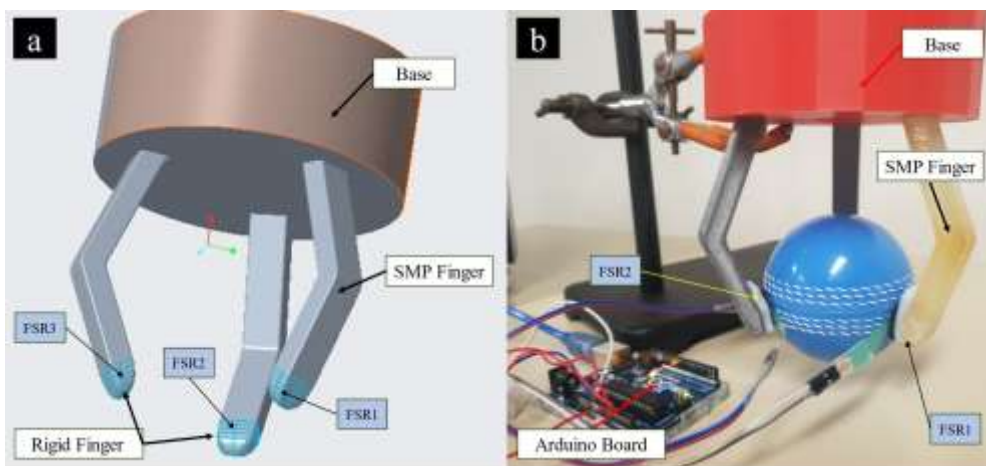 a
Base
SMP Finger
FSR3
FSR2
FSR1
Rigid Finger
b
Base
SMP Finger
FSR2
Arduino Board
FSR1